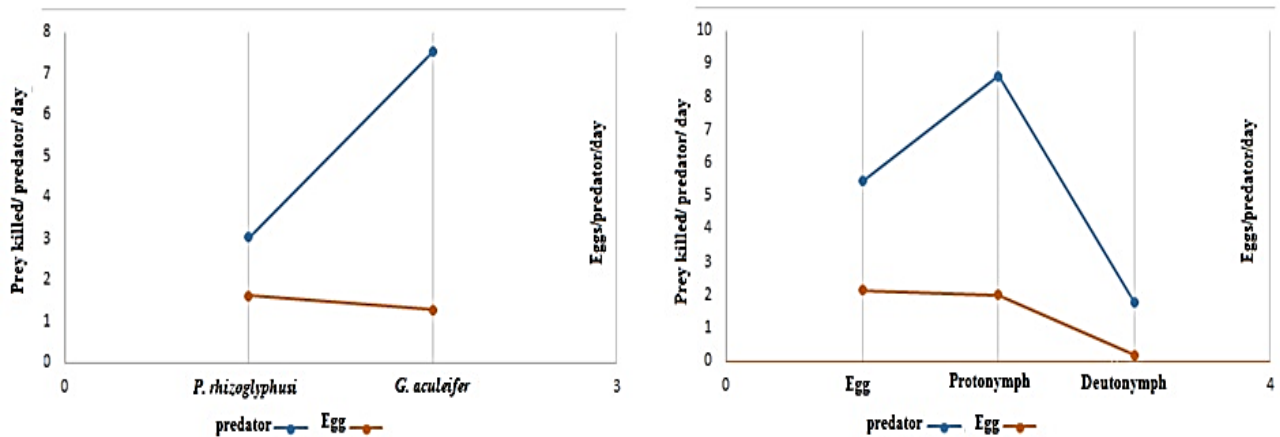 Prey killed/ predator/ day
8
7
6
5
4
3
2
1
0
0
P. rhizoglyphusi
G. aculeifer
3
Eggs/predator/day
predator
Egg
Prey killed/ predator/ day
10
9
8
7
6
5
4
3
2
1
0
0
Egg
Protonymph
Deutonymph
4
Eggs/predator/day
predator
Egg